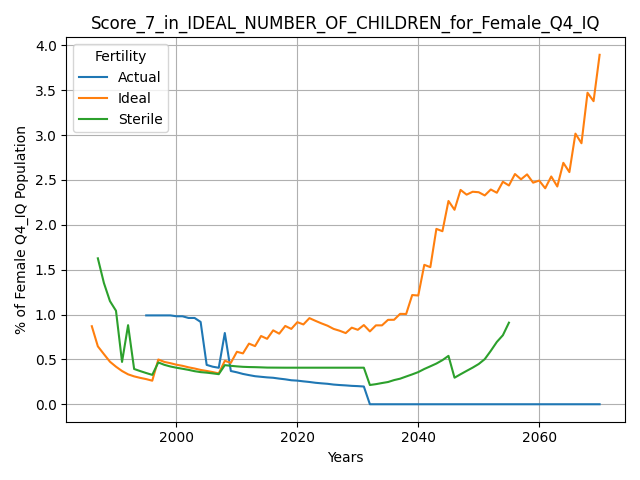 Score_7_in_IDEAL_NUMBER_OF_CHILDREN_for_Female_Q4_IQ
Fertility
Actual
Ideal
Sterile
% of Female Q4_IQ Population
4.0
3.5
3.0
2.5
2.0
1.5
1.0
0.5
0.0
2000 2020 2040 2060
Years